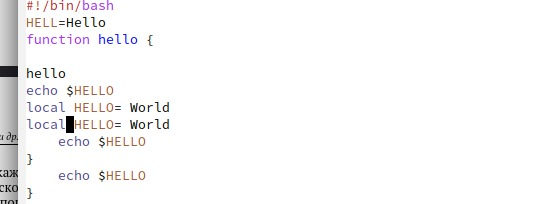 #!/bin/bash
HELL=Hello
function hello {
hello
echo $HELLO
local HELLO= World
local HELLO= World
echo $HELLO
}
echo $HELLO
}
и др.